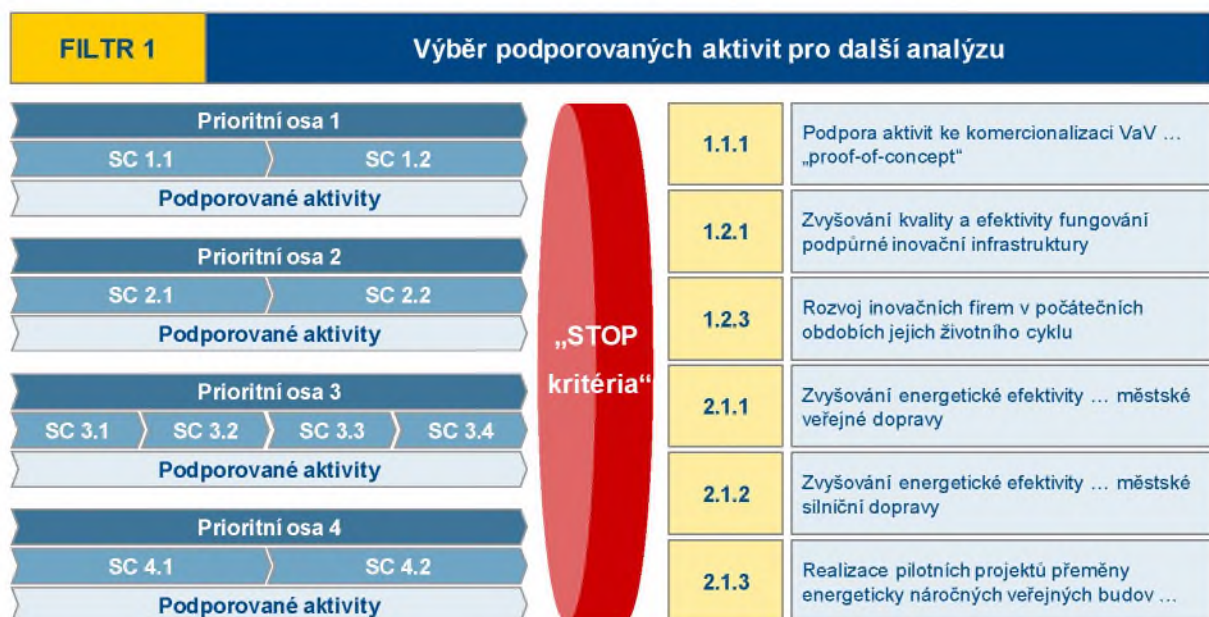 FILTR 1
Výběr podporovaných aktivit pro další analýzu
Prioritní osa 1
SC 1.1
SC 1.2
Podporované aktivity
Prioritní osa 2
SC 2.1
SC 2.2
Podporované aktivity
Prioritní osa 3
SC 3.1
SC 3.2
SC 3.3
SC 3.4
Podporované aktivity
Prioritní osa 4
SC 4.1
SC 4.2
Podporované aktivity
„STOP
kritéria“
1.1.1
Podpora aktivit ke komercionalizaci VaV …
„proof-of-concept“
1.2.1
Zvyšování kvality a efektivity fungování
podpůrné inovační infrastruktury
1.2.3
Rozvoj inovačních firem v počátečních
obdobích jejich životního cyklu
2.1.1
Zvyšování energetické efektivity … městské
veřejné dopravy
2.1.2
Zvyšování energetické efektivity … městské
silniční dopravy
2.1.3
Realizace pilotních projektů přeměny
energeticky náročných veřejných budov …